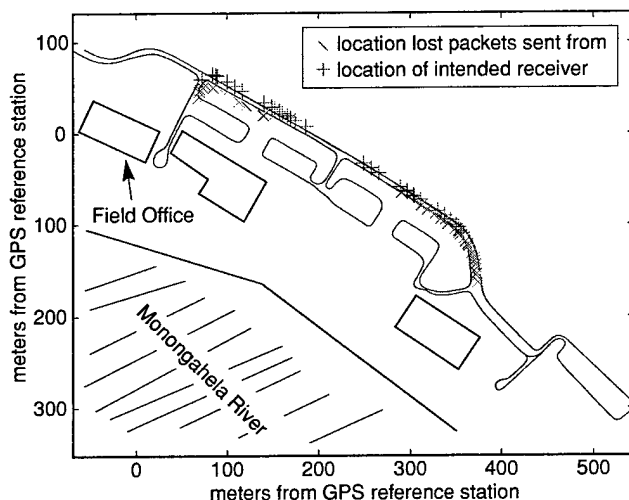 location lost packets sent from
location of intended receiver
100
0
100
200
300
meters from GPS reference station
Field Office
Monongahela River
0
100
200
300
400
500
meters from GPS reference station